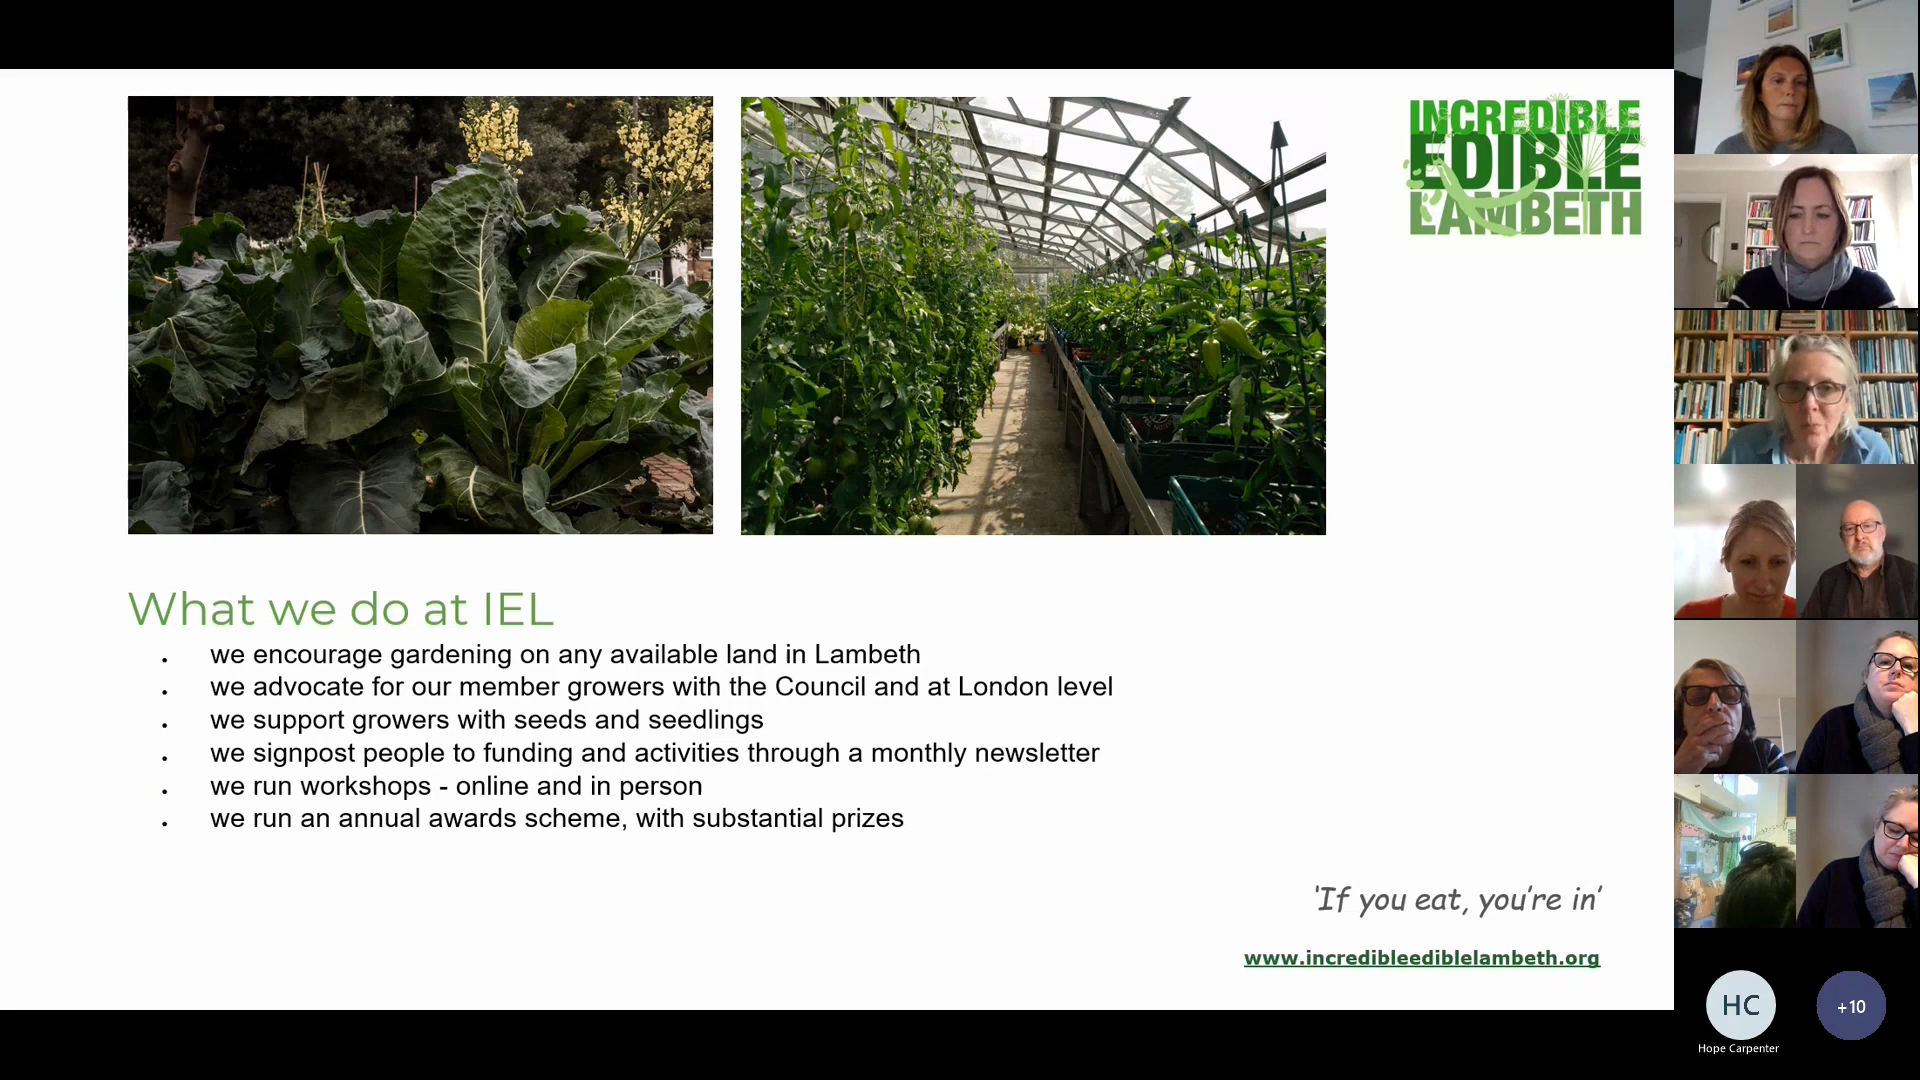 INCREDIBLE
EDIBLE
LAMBETH
What we do at IEL
. we encourage gardening on any available land in Lambeth
. we advocate for our member growers with the Council and at London level
. we support growers with seeds and seedlings
. we signpost people to funding and activities through a monthly newsletter
. we run workshops - online and in person
. we run an annual awards scheme, with substantial prizes
‘If you eat, you’re in’
www.incredibleediblelambeth.org
HC
+10
Hope Carpenter